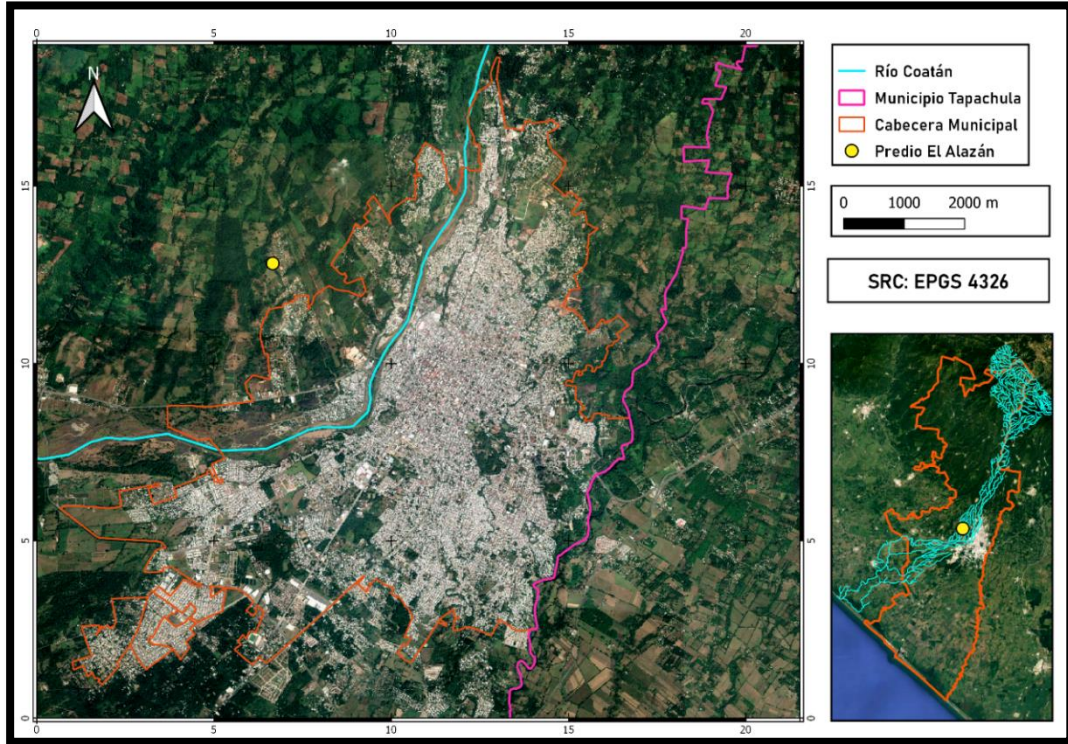 0 5 10 15 20
N
15
15
10
10
5
5
0
0
0 5 10 15 20
Río Coatán
Municipio Tapachula
Cabecera Municipal
Predio El Alazán
0 1000 2000 m
SRC: EPGS 4326